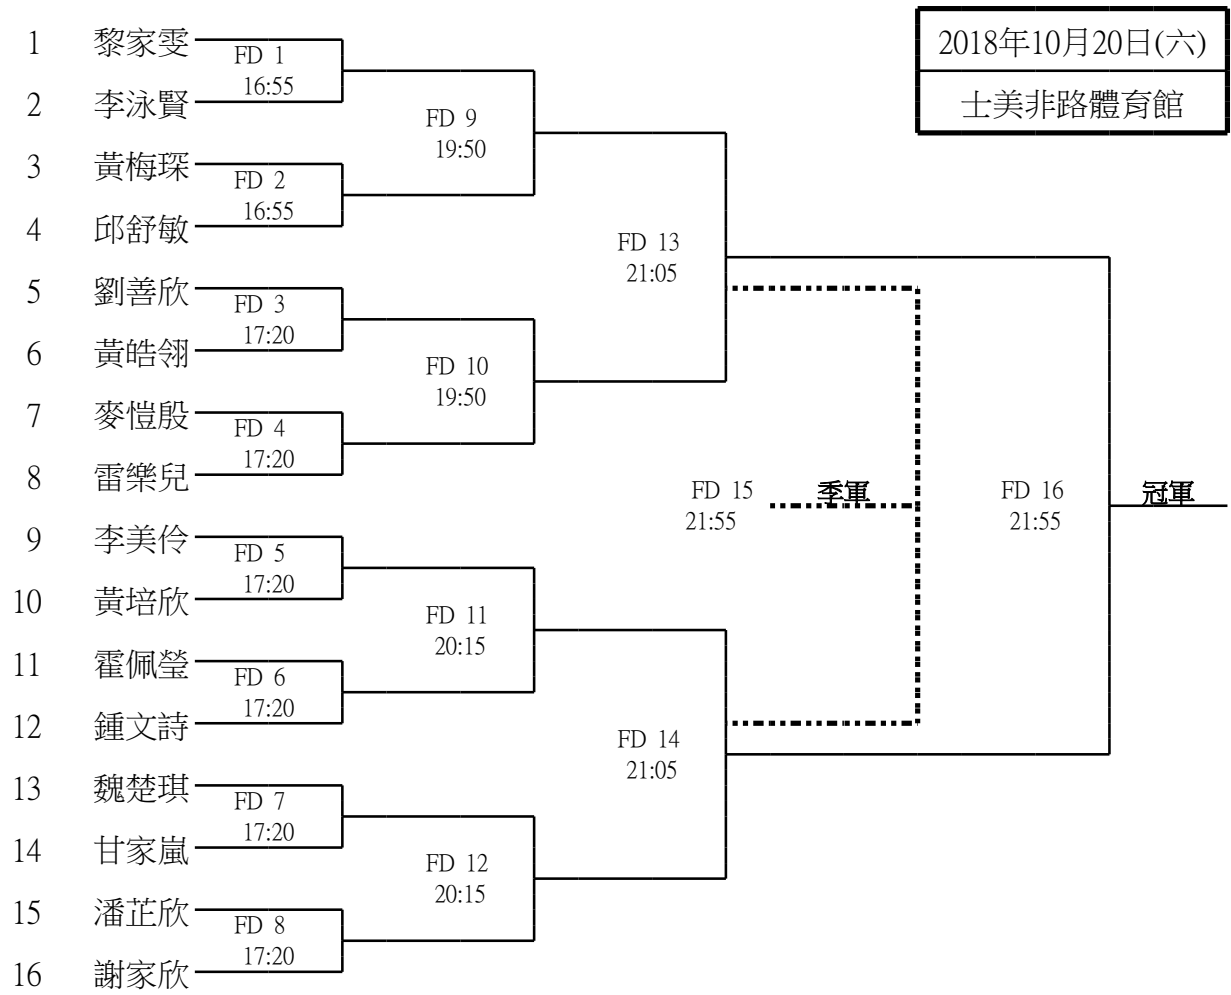 2018年10月20日(六)
士美非路體育館
1 黎家雯
FD 1
16:55
2 李泳賢
FD 9
19:50
3 黃梅琛
FD 2
16:55
4 邱舒敏
FD 13
21:05
5 劉善欣
FD 3
17:20
6 黃皓翎
FD 10
19:50
7 麥愷殷
FD 4
17:20
8 雷樂兒
FD 15 季軍
21:55
FD 16 冠軍
21:55
9 李美伶
FD 5
17:20
10 黃培欣
FD 11
20:15
11 霍佩瑩
FD 6
17:20
12 鍾文詩
FD 14
21:05
13 魏楚琪
FD 7
17:20
14 甘家嵐
FD 12
20:15
15 潘芷欣
FD 8
17:20
16 謝家欣